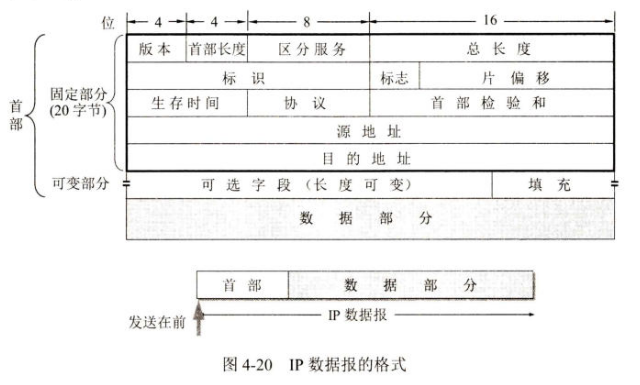 位 4 4 8 16
版本 首部长度 区分服务 总长度
标识 标志 片偏移
生存时间 协议 首部检验和
源地址
目的地址
可选字段（长度可变） 填充
数据部分
首部
固定部分
(20字节)
可变部分
首部 数据部分
发送在前
IP 数据报
图 4-20 IP 数据报的格式